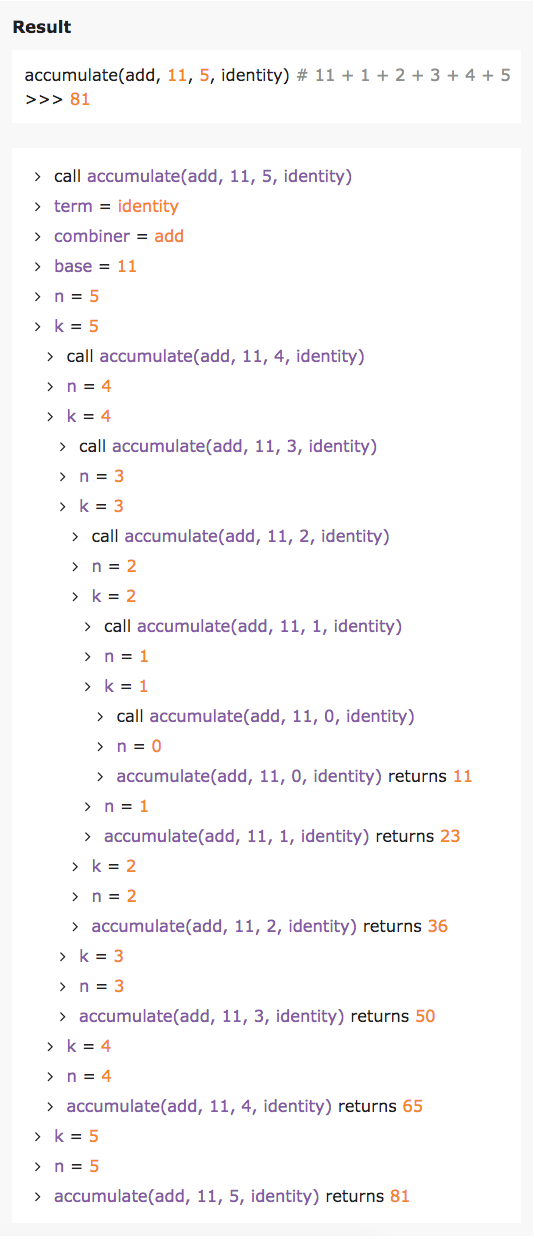 Result
accumulate(add, 11, 5, identity) # 11 + 1 + 2 + 3 + 4 + 5
>>> 81
> call accumulate(add, 11, 5, identity)
> term = identity
> combiner = add
> base = 11
> n = 5
> k = 5
> call accumulate(add, 11, 4, identity)
> n = 4
> k = 4
> call accumulate(add, 11, 3, identity)
> n = 3
> k = 3
> call accumulate(add, 11, 2, identity)
> n = 2
> k = 2
> call accumulate(add, 11, 1, identity)
> n = 1
> k = 1
> call accumulate(add, 11, 0, identity)
> n = 0
> accumulate(add, 11, 0, identity) returns 11
> n = 1
> accumulate(add, 11, 1, identity) returns 23
> k = 2
> n = 2
> accumulate(add, 11, 2, identity) returns 36
> k = 3
> n = 3
> accumulate(add, 11, 3, identity) returns 50
> k = 4
> n = 4
> accumulate(add, 11, 4, identity) returns 65
> k = 5
> n = 5
> accumulate(add, 11, 5, identity) returns 81